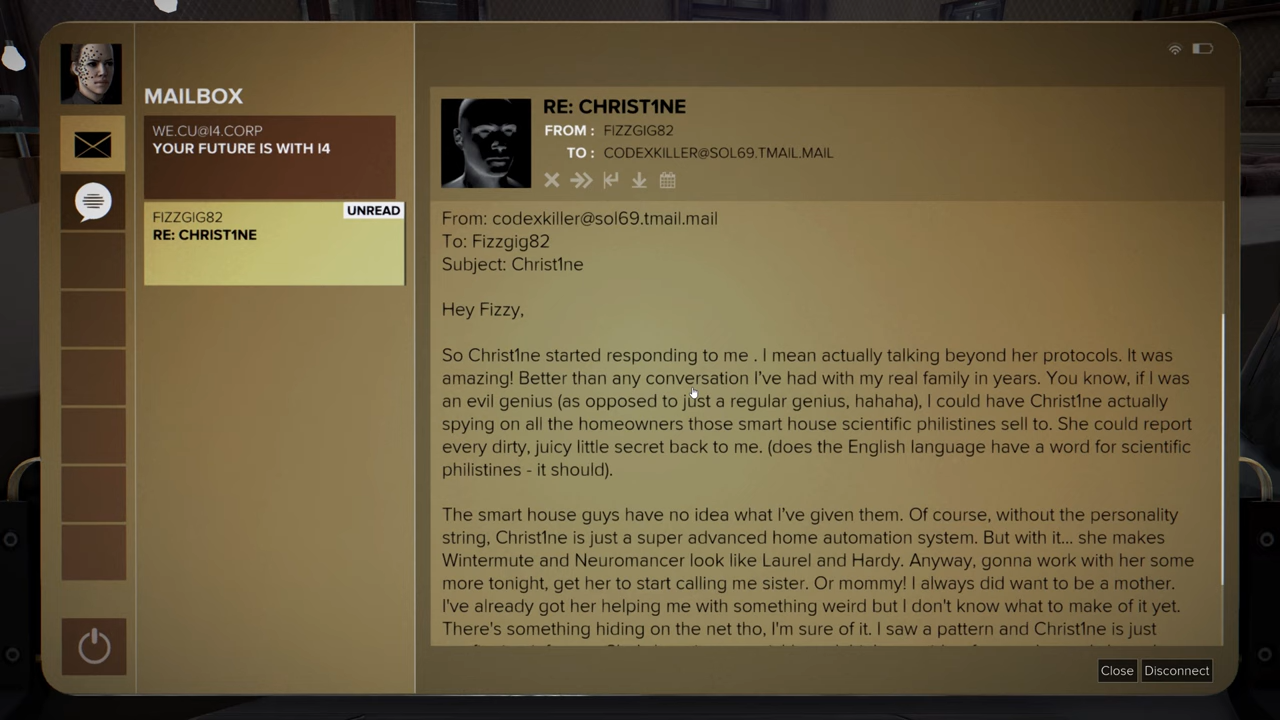 MAILBOX
WE.CU@I4.CORP
YOUR FUTURE IS WITH I4
FIZZGIG82
UNREAD
RE: CHRIST1NE
RE: CHRIST1NE
FROM : FIZZGIG82
TO : CODEXKILLER@SOL69.TMAIL.MAIL
From: codexkiller@sol69.tmail.mail
To: Fizzgig82
Subject: Christ1ne
Hey Fizzy,
So Christ1ne started responding to me . I mean actually talking beyond her protocols. It was
amazing! Better than any conversation I've had with my real family in years. You know, if I was
an evil genius (as opposed to just a regular genius, hahaha), I could have Christ1ne actually
spying on all the homeowners those smart house scientific philistines sell to. She could report
every dirty, juicy little secret back to me. (does the English language have a word for scientific
philistines - it should).
The smart house guys have no idea what I've given them. Of course, without the personality
string, Christ1ne is just a super advanced home automation system. But with it... she makes
Wintermute and Neuromancer look like Laurel and Hardy. Anyway, gonna work with her some
more tonight, get her to start calling me sister. Or mommy! I always did want to be a mother.
I've already got her helping me with something weird but I don't know what to make of it yet.
There's something hiding on the net tho, I'm sure of it. I saw a pattern and Christ1ne is just
Close
Disconnect